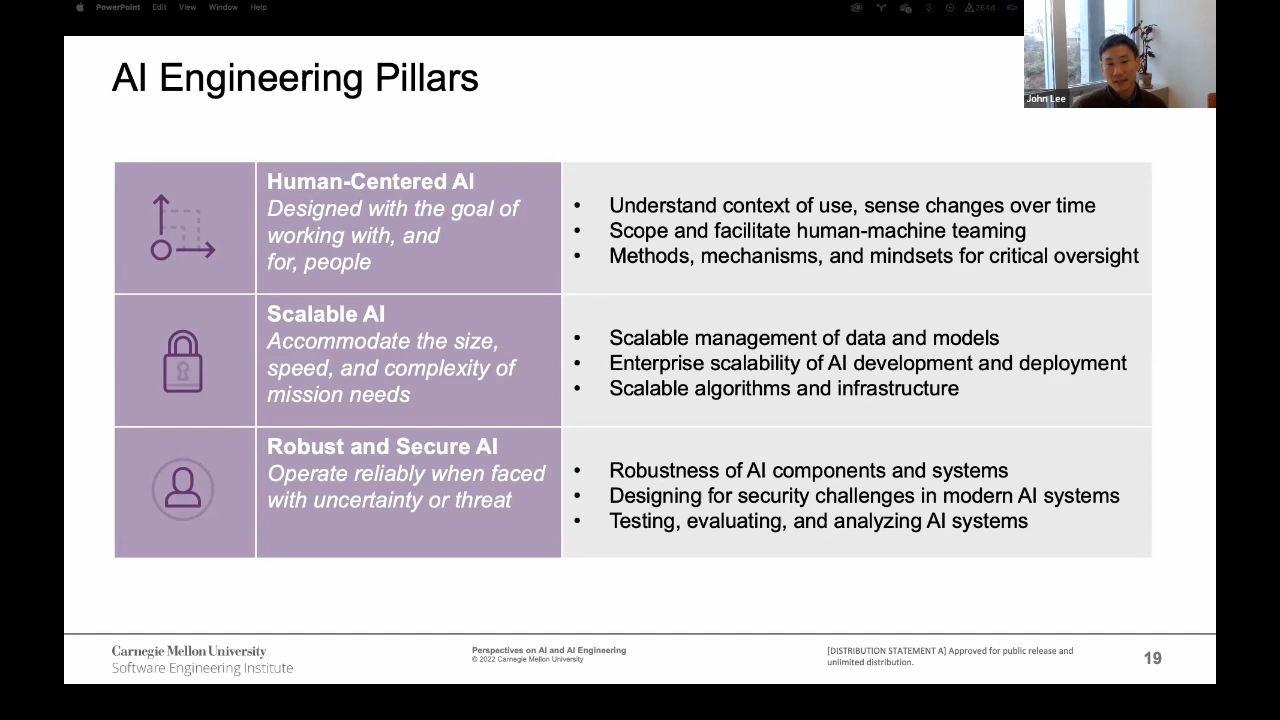 PowerPoint Edit View Window Help
264d
AI Engineering Pillars
John Lee
Human-Centered AI
Designed with the goal of
working with, and
for, people
• Understand context of use, sense changes over time
• Scope and facilitate human-machine teaming
• Methods, mechanisms, and mindsets for critical oversight
Scalable AI
Accommodate the size,
speed, and complexity of
mission needs
• Scalable management of data and models
• Enterprise scalability of AI development and deployment
• Scalable algorithms and infrastructure
Robust and Secure AI
Operate reliably when faced
with uncertainty or threat
• Robustness of AI components and systems
• Designing for security challenges in modern AI systems
• Testing, evaluating, and analyzing AI systems
Carnegie Mellon University
Software Engineering Institute
Perspectives on AI and AI Engineering
© 2022 Carnegie Mellon University
[DISTRIBUTION STATEMENT A] Approved for public release and
unlimited distribution.
19